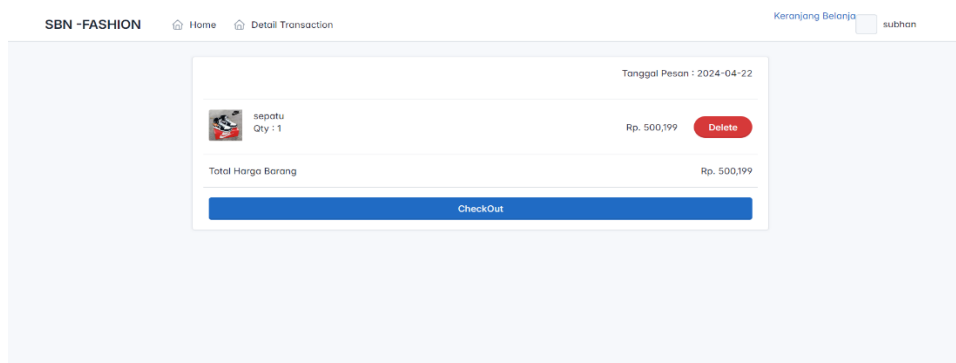 SBN -FASHION
Home
Detail Transaction
Keranjang Belanja
subhan
Tanggal Pesan : 2024-04-22
sepatu
Qty : 1
Rp. 500,199
Delete
Total Harga Barang
Rp. 500,199
CheckOut